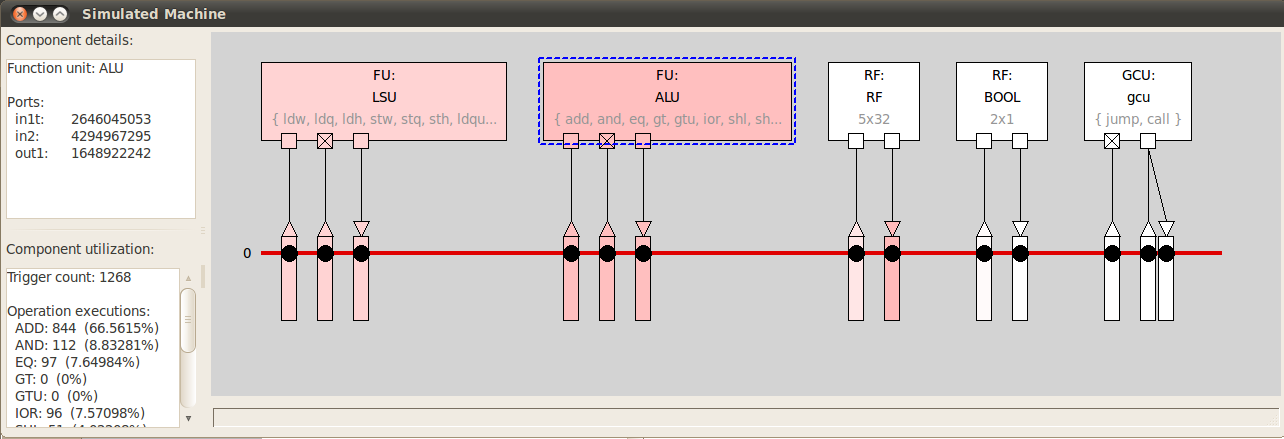 Simulated Machine
Component details:
Function unit: ALU
Ports:
in1t: 2646045053
in2: 4294967295
out1: 1648922242
Component utilization:
Trigger count: 1268
Operation executions:
ADD: 844 (66.5615%)
AND: 112 (8.83281%)
EQ: 97 (7.64984%)
GT: 0 (0%)
GTU: 0 (0%)
IOR: 96 (7.57098%)
FU:
LSU
{ ldw, ldq, ldh, stw, stq, sth, ldqu...
FU:
ALU
{ add, and, eq, gt, gtu, ior, shl, sh...
RF:
RF
5x32
RF:
BOOL
2x1
GCU:
gcu
{ jump, call }
0